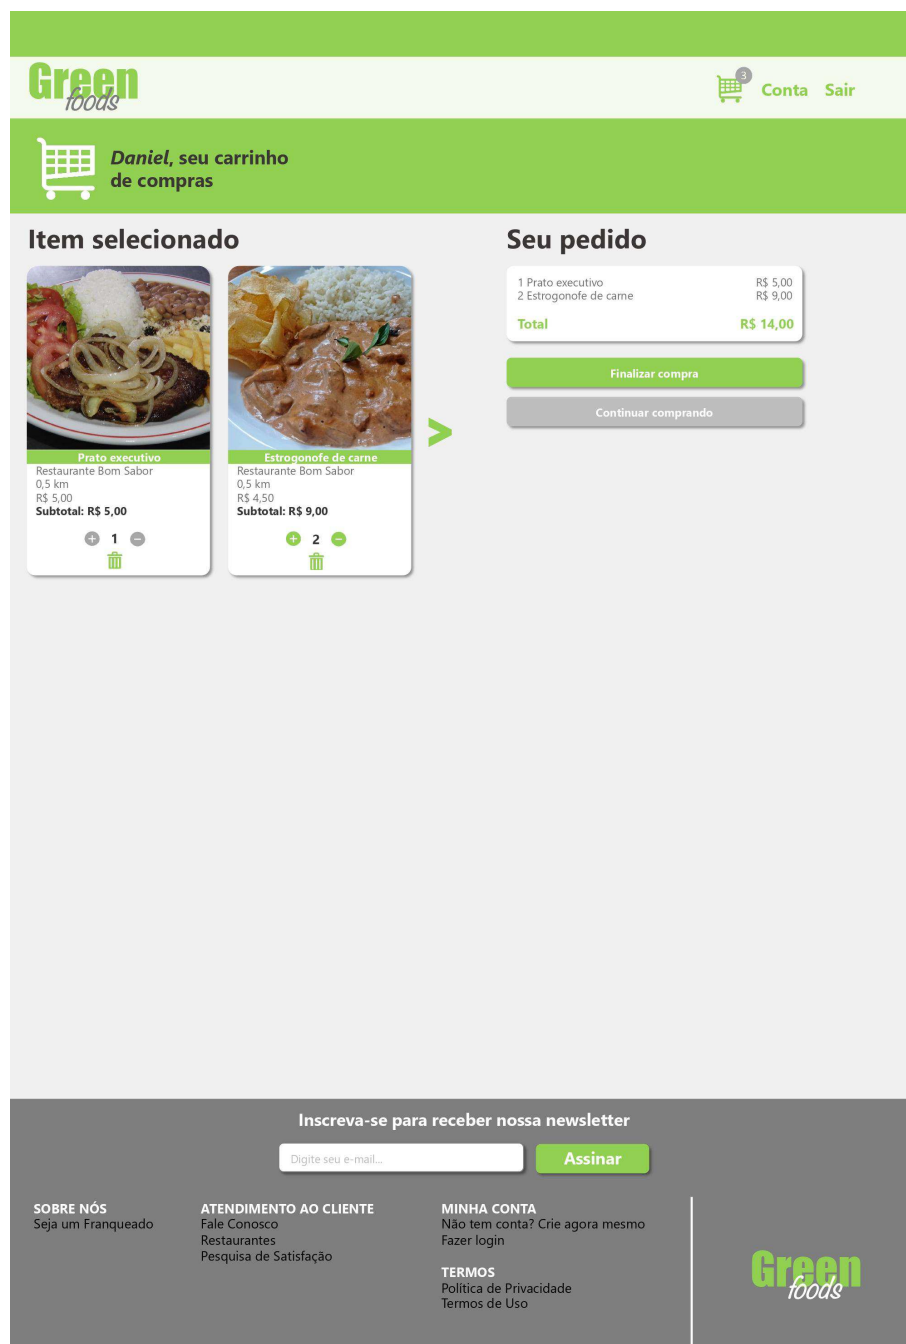 Green
foods
3
Conta Sair
Daniel, seu carrinho
de compras
Item selecionado
Prato executivo
Restaurante Bom Sabor
0,5 km
R$ 5,00
Subtotal: R$ 5,00
+ 1 −
Estrogonofe de carne
Restaurante Bom Sabor
0,5 km
R$ 4,50
Subtotal: R$ 9,00
+ 2 −
>
Seu pedido
1 Prato executivo R$ 5,00
2 Estrogonofe de carne R$ 9,00
Total R$ 14,00
Finalizar compra
Continuar comprando
Inscreva-se para receber nossa newsletter
Digite seu e-mail...
Assinar
SOBRE NÓS
Seja um Franqueado
ATENDIMENTO AO CLIENTE
Fale Conosco
Restaurantes
Pesquisa de Satisfação
MINHA CONTA
Não tem conta? Crie agora mesmo
Fazer login
TERMOS
Política de Privacidade
Termos de Uso
Green
foods